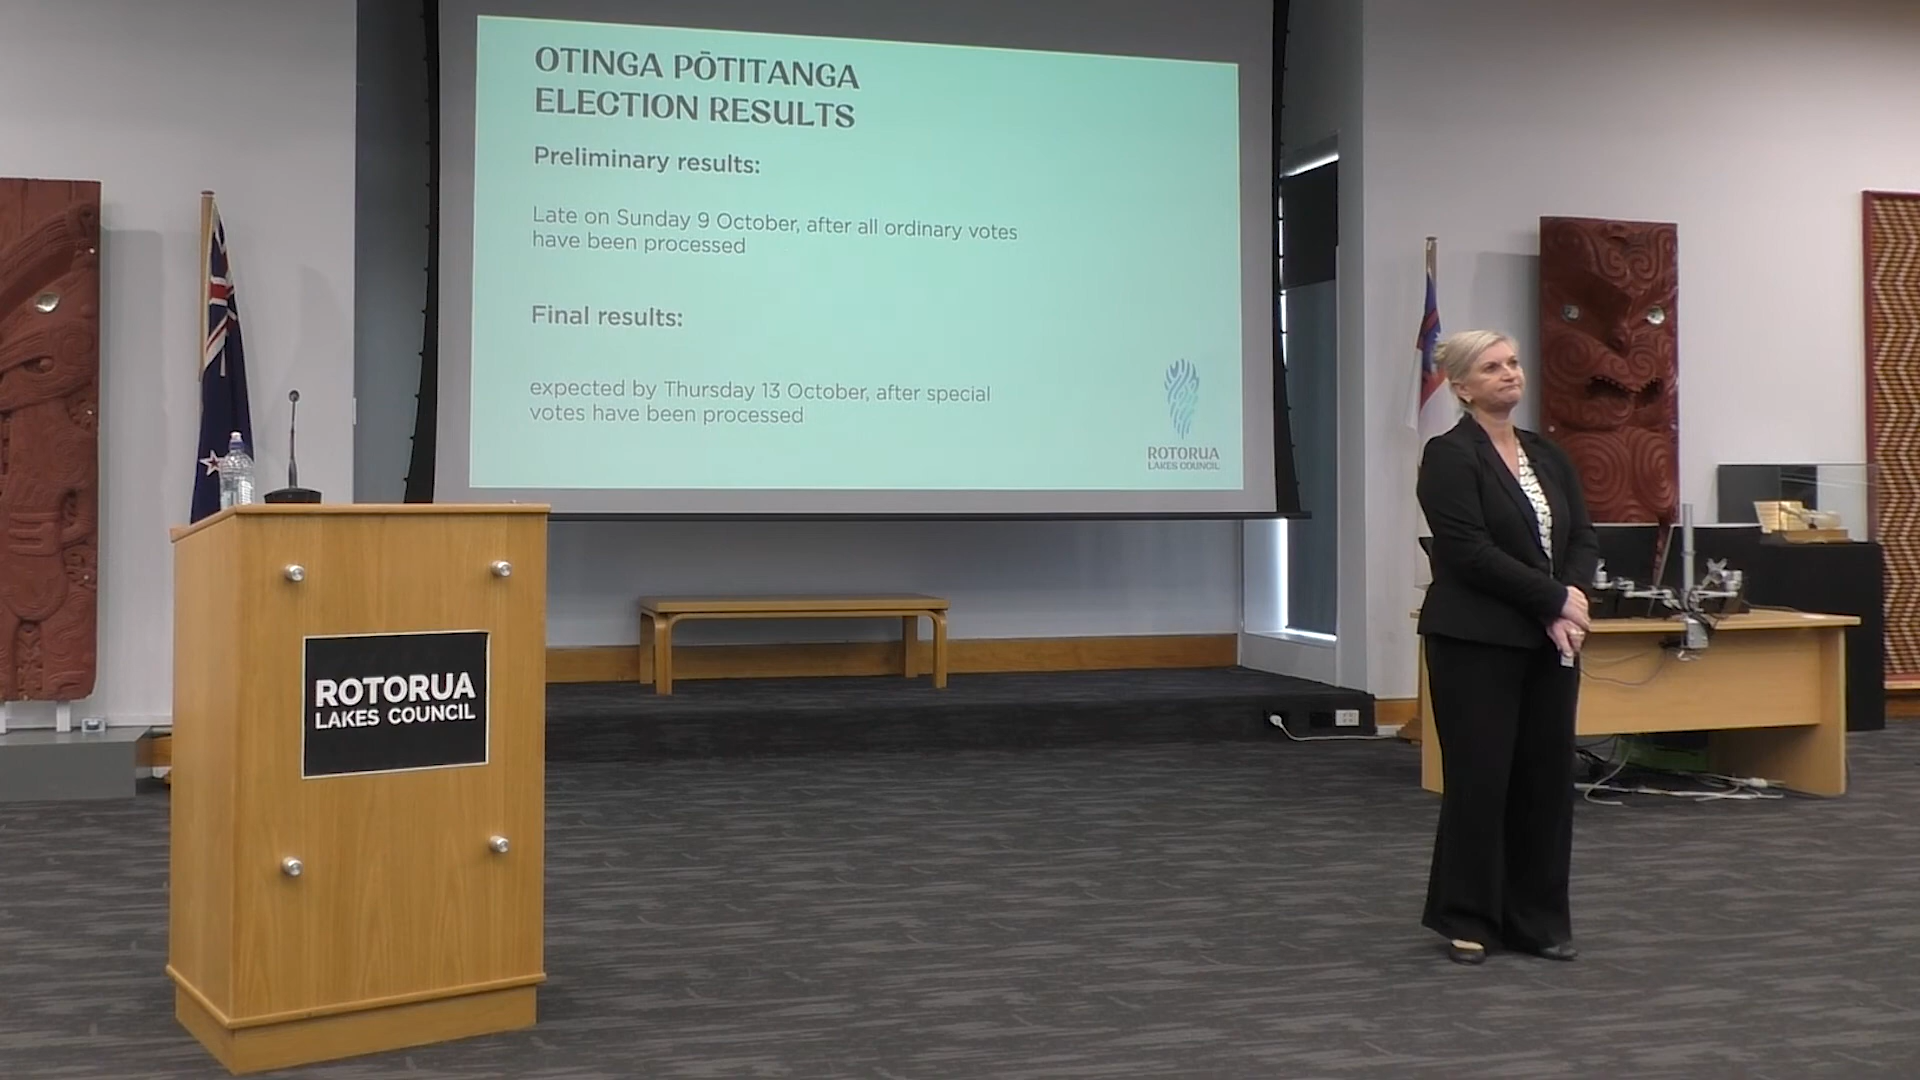 OTINGA PŌTITANGA
ELECTION RESULTS
Preliminary results:
Late on Sunday 9 October, after all ordinary votes
have been processed
Final results:
expected by Thursday 13 October, after special
votes have been processed
ROTORUA
LAKES COUNCIL
ROTORUA
LAKES COUNCIL